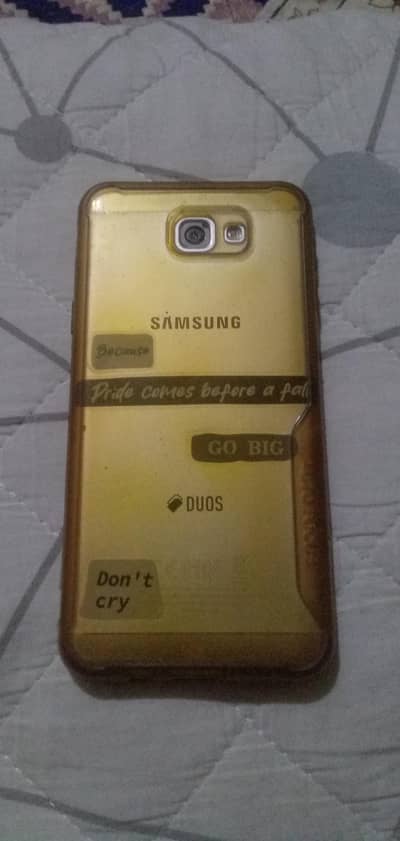 SAMSUNG
Because
Pride comes before a fall
GO BIG
DUOS
Don't
cry